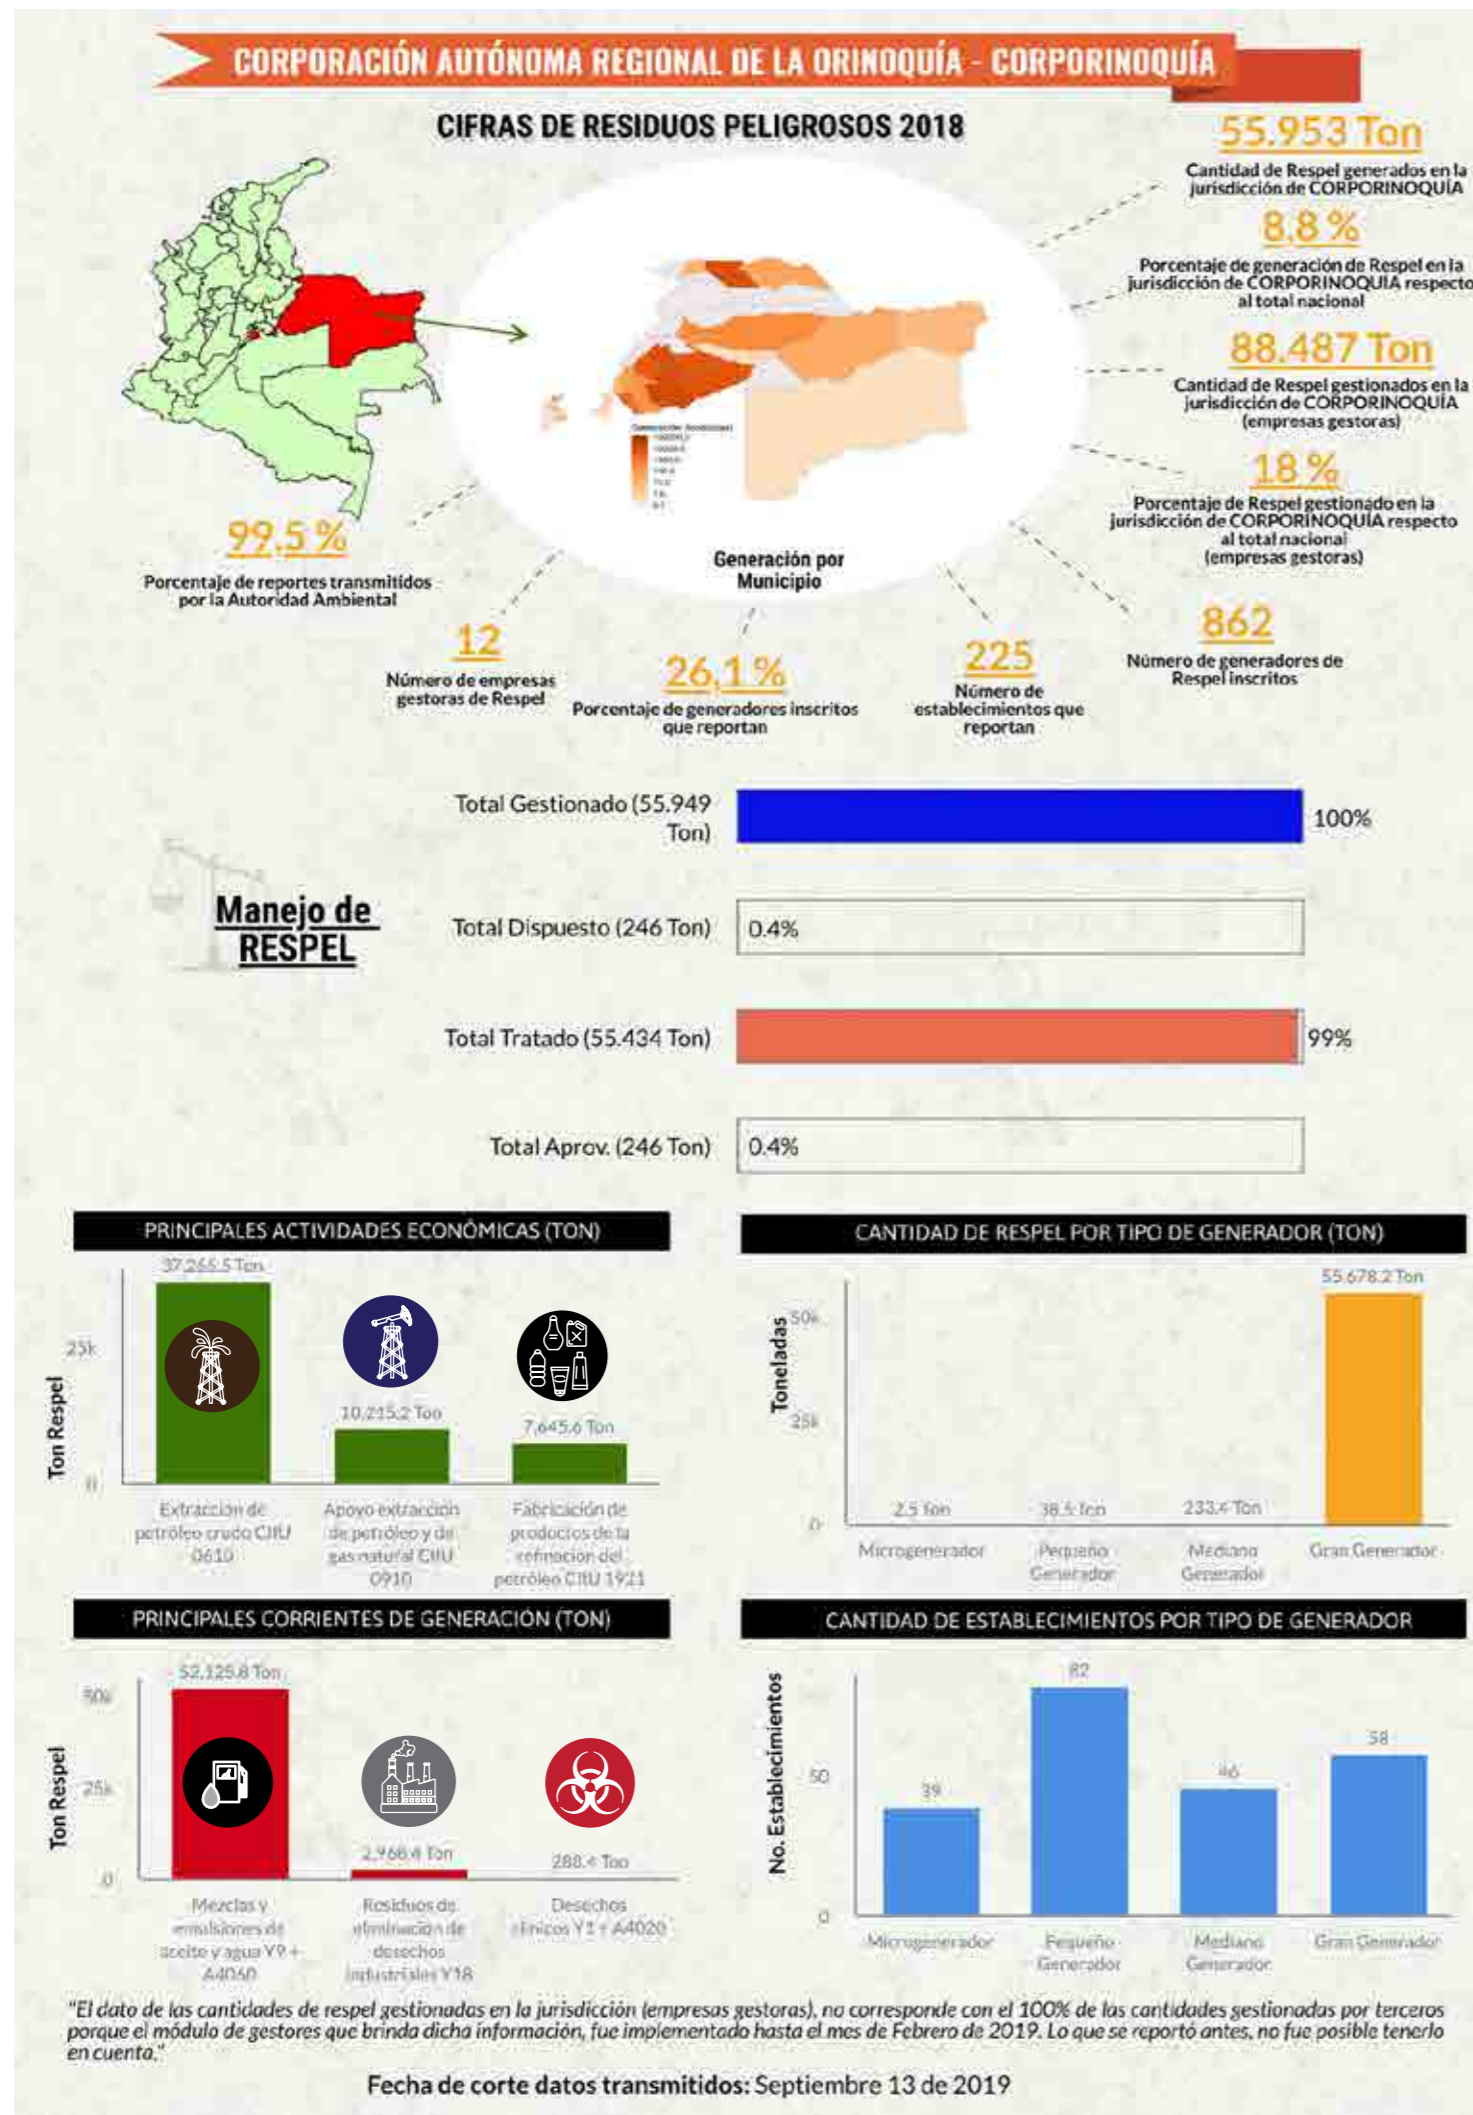 CORPORACIÓN AUTÓNOMA REGIONAL DE LA ORINOQUÍA - CORPORINOQUÍA
CIFRAS DE RESIDUOS PELIGROSOS 2018
55.953 Ton
Cantidad de Respel generados en la
jurisdicción de CORPORINOQUÍA
8,8 %
Porcentaje de generación de Respel en la
jurisdicción de CORPORINOQUÍA respecto
al total nacional
88.487 Ton
Cantidad de Respel gestionados en la
jurisdicción de CORPORINOQUÍA
(empresas gestoras)
18 %
Porcentaje de Respel gestionado en la
jurisdicción de CORPORINOQUÍA respecto
al total nacional
(empresas gestoras)
Generación por
Municipio
99,5 %
Porcentaje de reportes transmitidos
por la Autoridad Ambiental
12
Número de empresas
gestoras de Respel
26,1 %
Porcentaje de generadores inscritos
que reportan
225
Número de
establecimientos que
reportan
862
Número de generadores de
Respel inscritos
Manejo de
RESPEL
Total Gestionado (55.949
Ton)
100%
Total Dispuesto (246 Ton)
0.4%
Total Tratado (55.434 Ton)
99%
Total Aprov. (246 Ton)
0.4%
PRINCIPALES ACTIVIDADES ECONÓMICAS (TON)
Ton Respel
25k
0
37,265.5 Ton
10,215.2 Ton
7,645.6 Ton
Extracción de
petróleo crudo CIIU
0610
Apoyo extracción
de petróleo y de
gas natural CIIU
0910
Fabricación de
productos de la
refinación del
petróleo CIIU 1921
CANTIDAD DE RESPEL POR TIPO DE GENERADOR (TON)
Toneladas
50k
25k
0
2.5 Ton
38.5 Ton
233.4 Ton
55,678.2 Ton
Microgenerador
Pequeño
Generador
Mediano
Generador
Gran Generador
PRINCIPALES CORRIENTES DE GENERACIÓN (TON)
Ton Respel
50k
25k
0
52,125.8 Ton
2,968.4 Ton
288.4 Ton
Mezclas y
emulsiones de
aceite y agua Y9 +
A4060
Residuos de
eliminación de
desechos
industriales Y18
Desechos
clínicos Y1 + A4020
CANTIDAD DE ESTABLECIMIENTOS POR TIPO DE GENERADOR
No. Establecimientos
50
0
39
82
46
58
Microgenerador
Pequeño
Generador
Mediano
Generador
Gran Generador
"El dato de las cantidades de respel gestionadas en la jurisdicción (empresas gestoras), no corresponde con el 100% de las cantidades gestionadas por terceros
porque el módulo de gestores que brinda dicha información, fue implementado hasta el mes de Febrero de 2019. Lo que se reportó antes, no fue posible tenerlo
en cuenta."
Fecha de corte datos transmitidos: Septiembre 13 de 2019